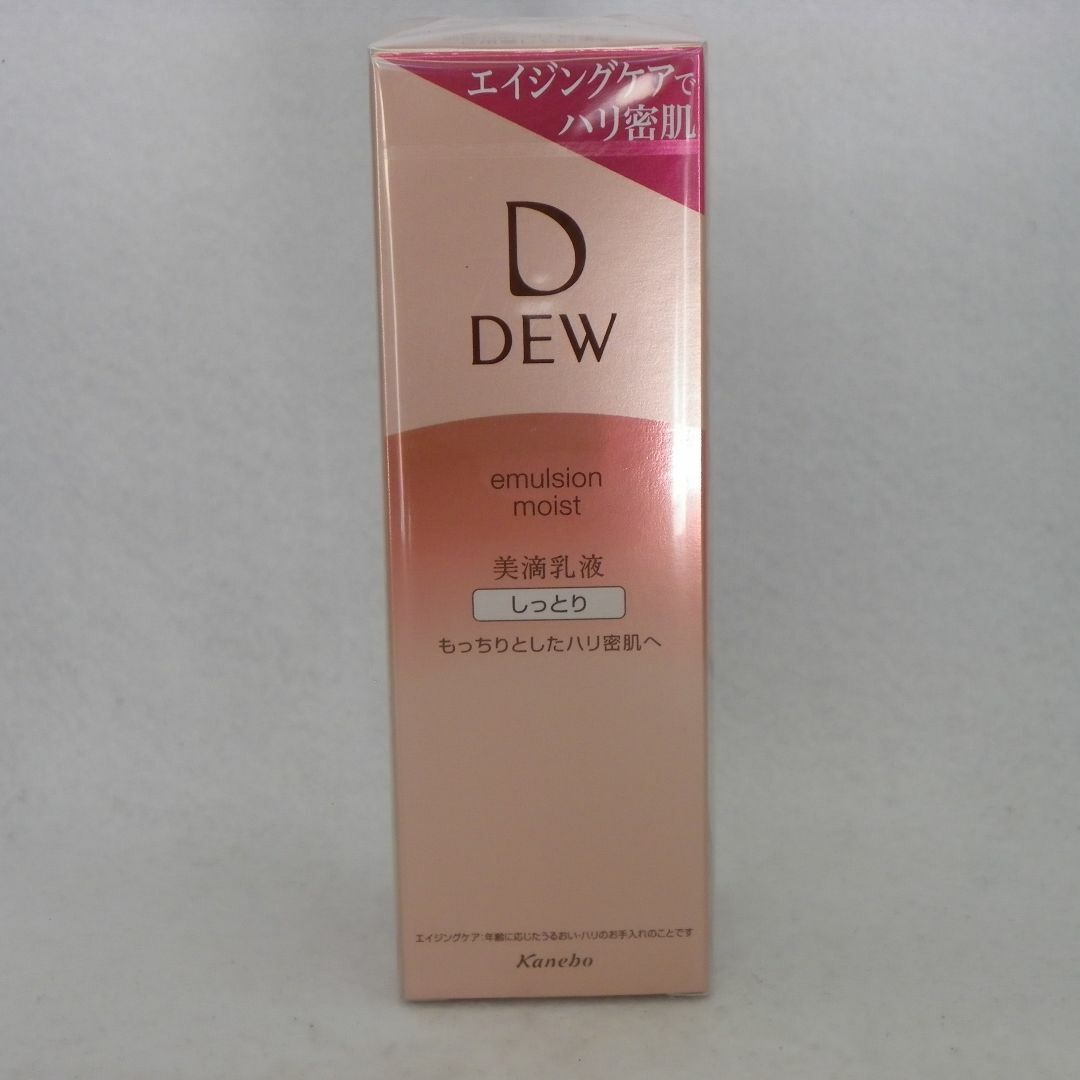 エイジングケアで
ハリ密肌
D
DEW
emulsion
moist
美滴乳液
しっとり
もっちりとしたハリ密肌へ
エイジングケア:年齢に応じたうるおい・ハリのお手入れのことです
Kanebo